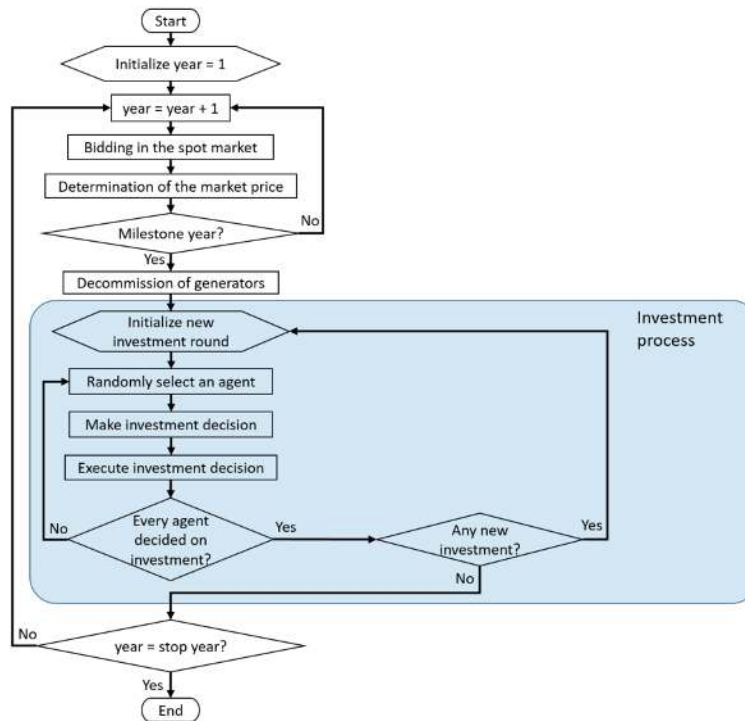 Start
Initialize year = 1
year = year + 1
Bidding in the spot market
Determination of the market price
Milestone year?
No
Yes
Decommission of generators
Investment
process
Initialize new
investment round
Randomly select an agent
Make investment decision
Execute investment decision
Every agent
decided on
investment?
No
Yes
Any new
investment?
Yes
No
year = stop year?
No
Yes
End